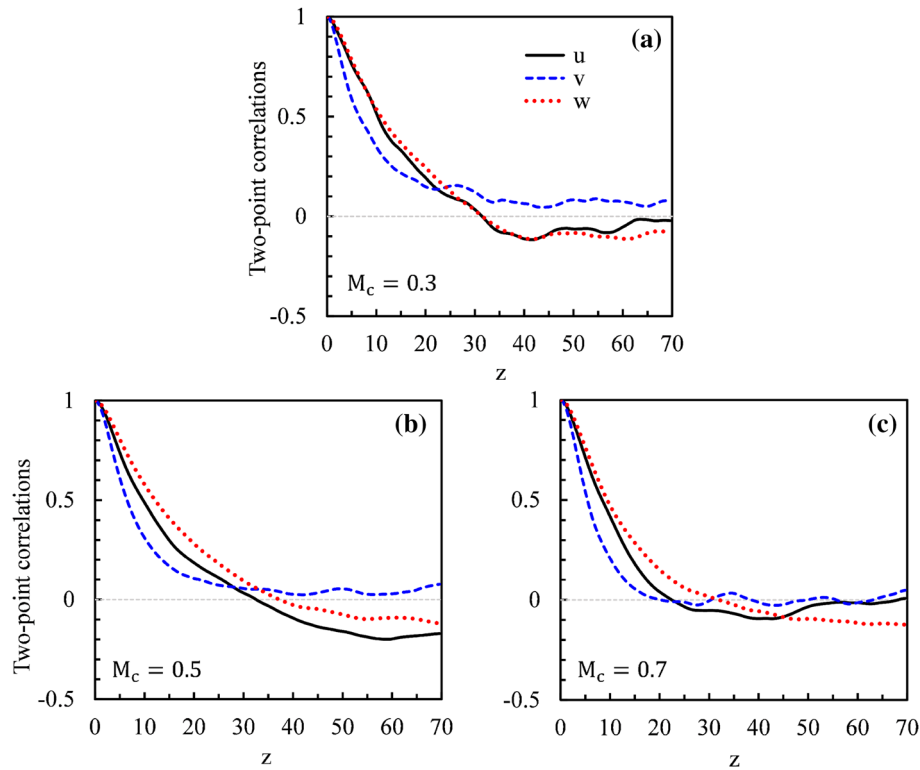 (a)
u
v
w
Two-point correlations
1
0.5
0
-0.5
M_c = 0.3
0 10 20 30 40 50 60 70
z
(b)
Two-point correlations
1
0.5
0
-0.5
M_c = 0.5
0 10 20 30 40 50 60 70
z
(c)
1
0.5
0
-0.5
M_c = 0.7
0 10 20 30 40 50 60 70
z